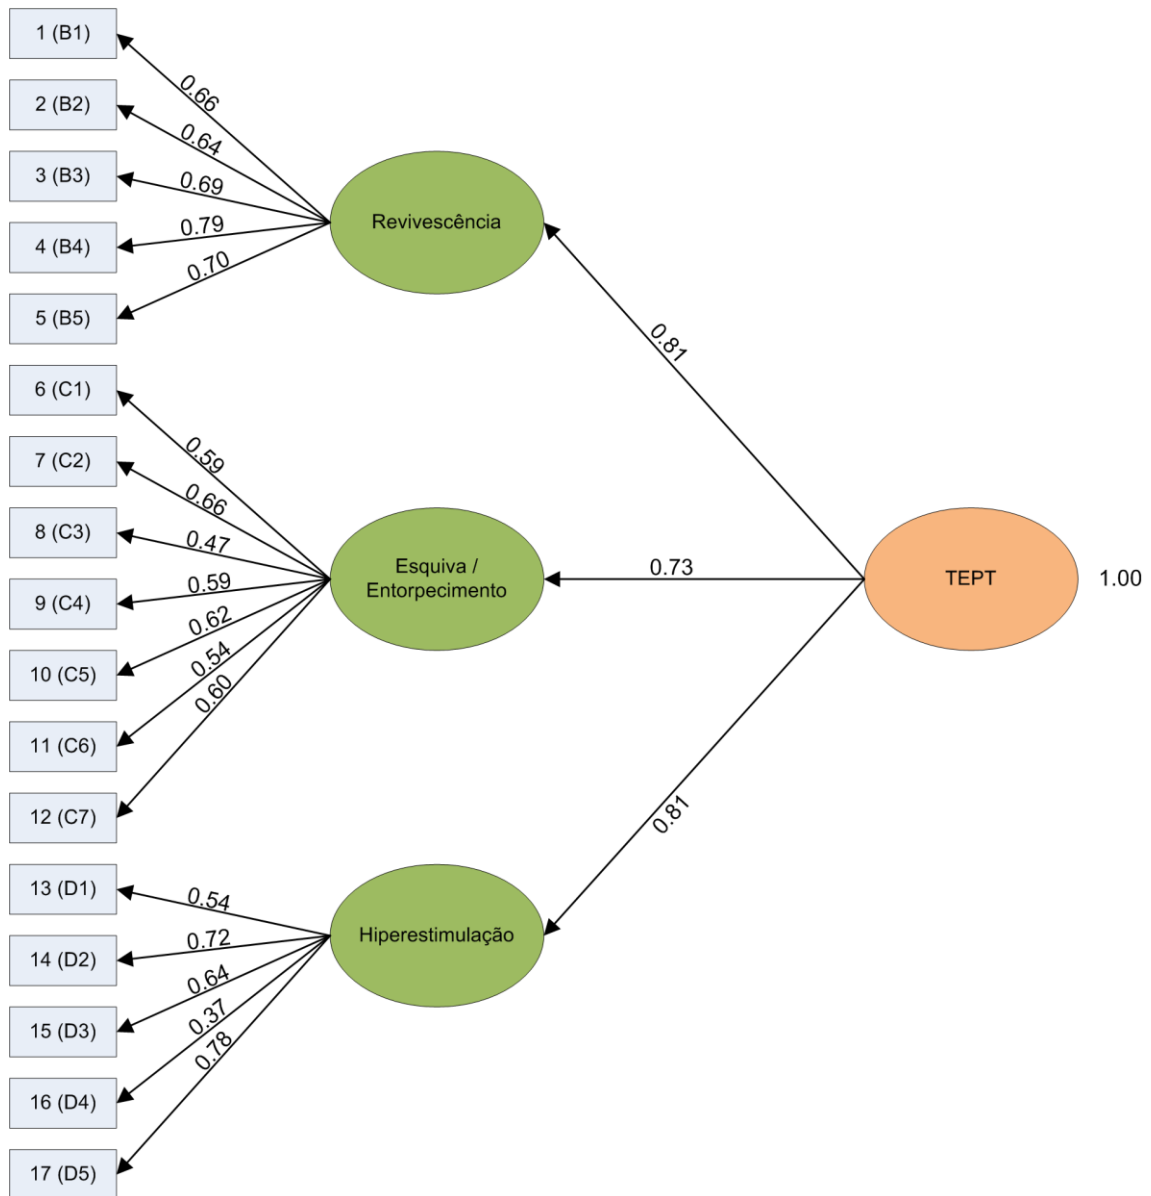 1 (B1)
0.66
2 (B2)
0.64
3 (B3)
0.69
4 (B4)
0.79
5 (B5)
0.70
Revivescência
0.81
6 (C1)
0.59
7 (C2)
0.66
8 (C3)
0.47
9 (C4)
0.59
10 (C5)
0.62
11 (C6)
0.54
12 (C7)
0.60
Esquiva /
Entorpecimento
0.73
TEPT
1.00
13 (D1)
0.54
14 (D2)
0.72
15 (D3)
0.64
16 (D4)
0.37
17 (D5)
0.78
Hiperestimulação
0.81